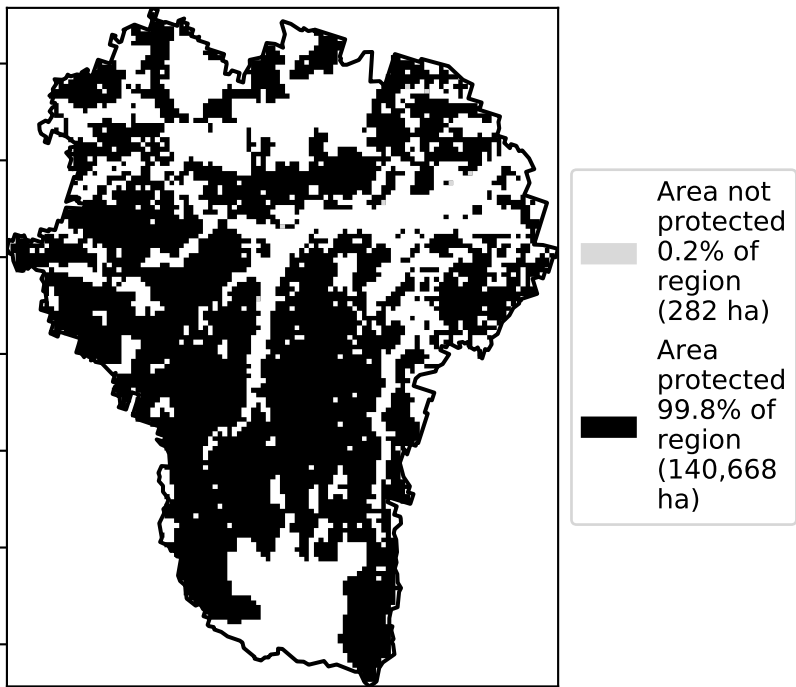 Area not
protected
0.2% of
region
(282 ha)
Area
protected
99.8% of
region
(140,668
ha)